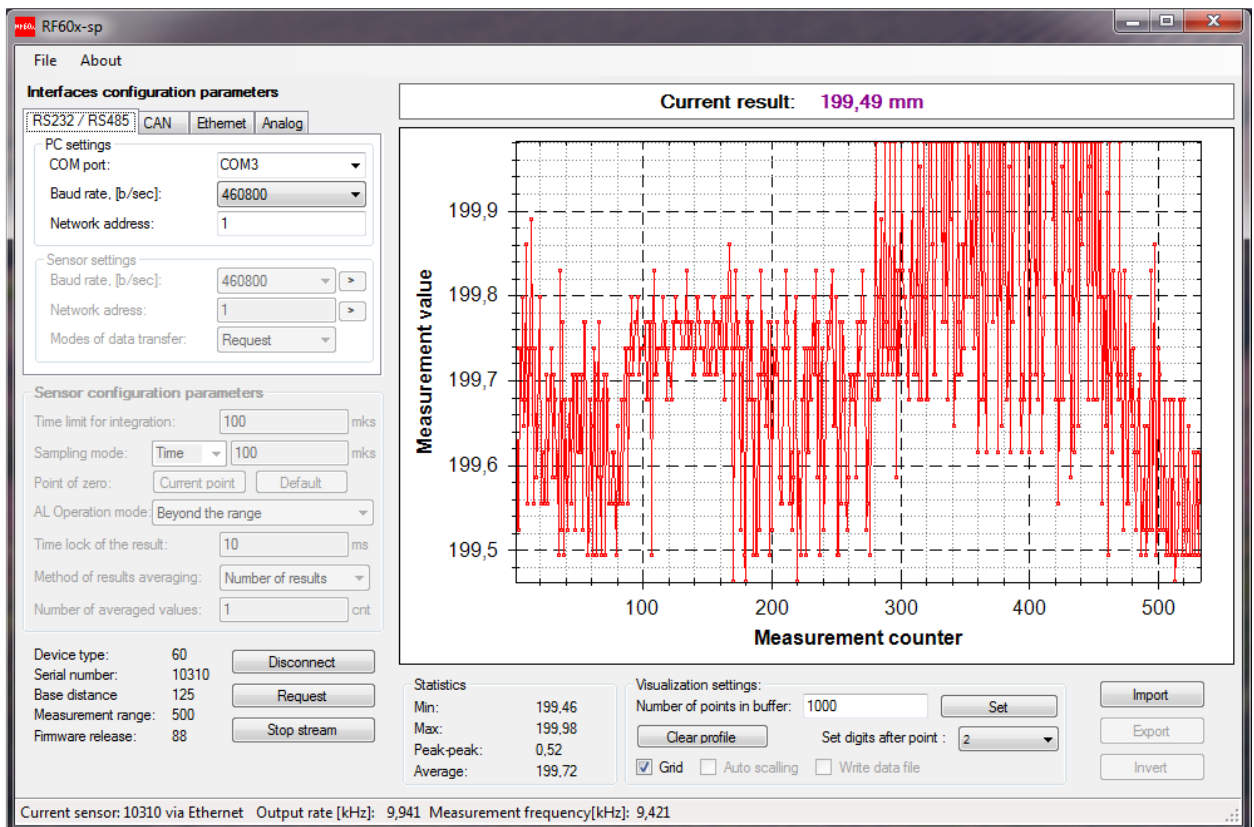 RF60x RF60x-sp
File About
Interfaces configuration parameters
RS232 / RS485 CAN Ethernet Analog
PC settings
COM port: COM3
Baud rate, [b/sec]: 460800
Network address: 1
Sensor settings
Baud rate, [b/sec]: 460800 >
Network adress: 1 >
Modes of data transfer: Request
Sensor configuration parameters
Time limit for integration: 100 mks
Sampling mode: Time 100 mks
Point of zero: Current point Default
AL Operation mode: Beyond the range
Time lock of the result: 10 ms
Method of results averaging: Number of results
Number of averaged values: 1 cnt
Device type: 60
Serial number: 10310
Base distance 125
Measurement range: 500
Firmware release: 88
Disconnect
Request
Stop stream
Current result: 199,49 mm
Measurement value
199,9
199,8
199,7
199,6
199,5
100 200 300 400 500
Measurement counter
Statistics
Min: 199,46
Max: 199,98
Peak-peak: 0,52
Average: 199,72
Visualization settings:
Number of points in buffer: 1000 Set
Clear profile Set digits after point : 2
Grid Auto scalling Write data file
Import
Export
Invert
Current sensor: 10310 via Ethernet Output rate [kHz]: 9,941 Measurement frequency[kHz]: 9,421